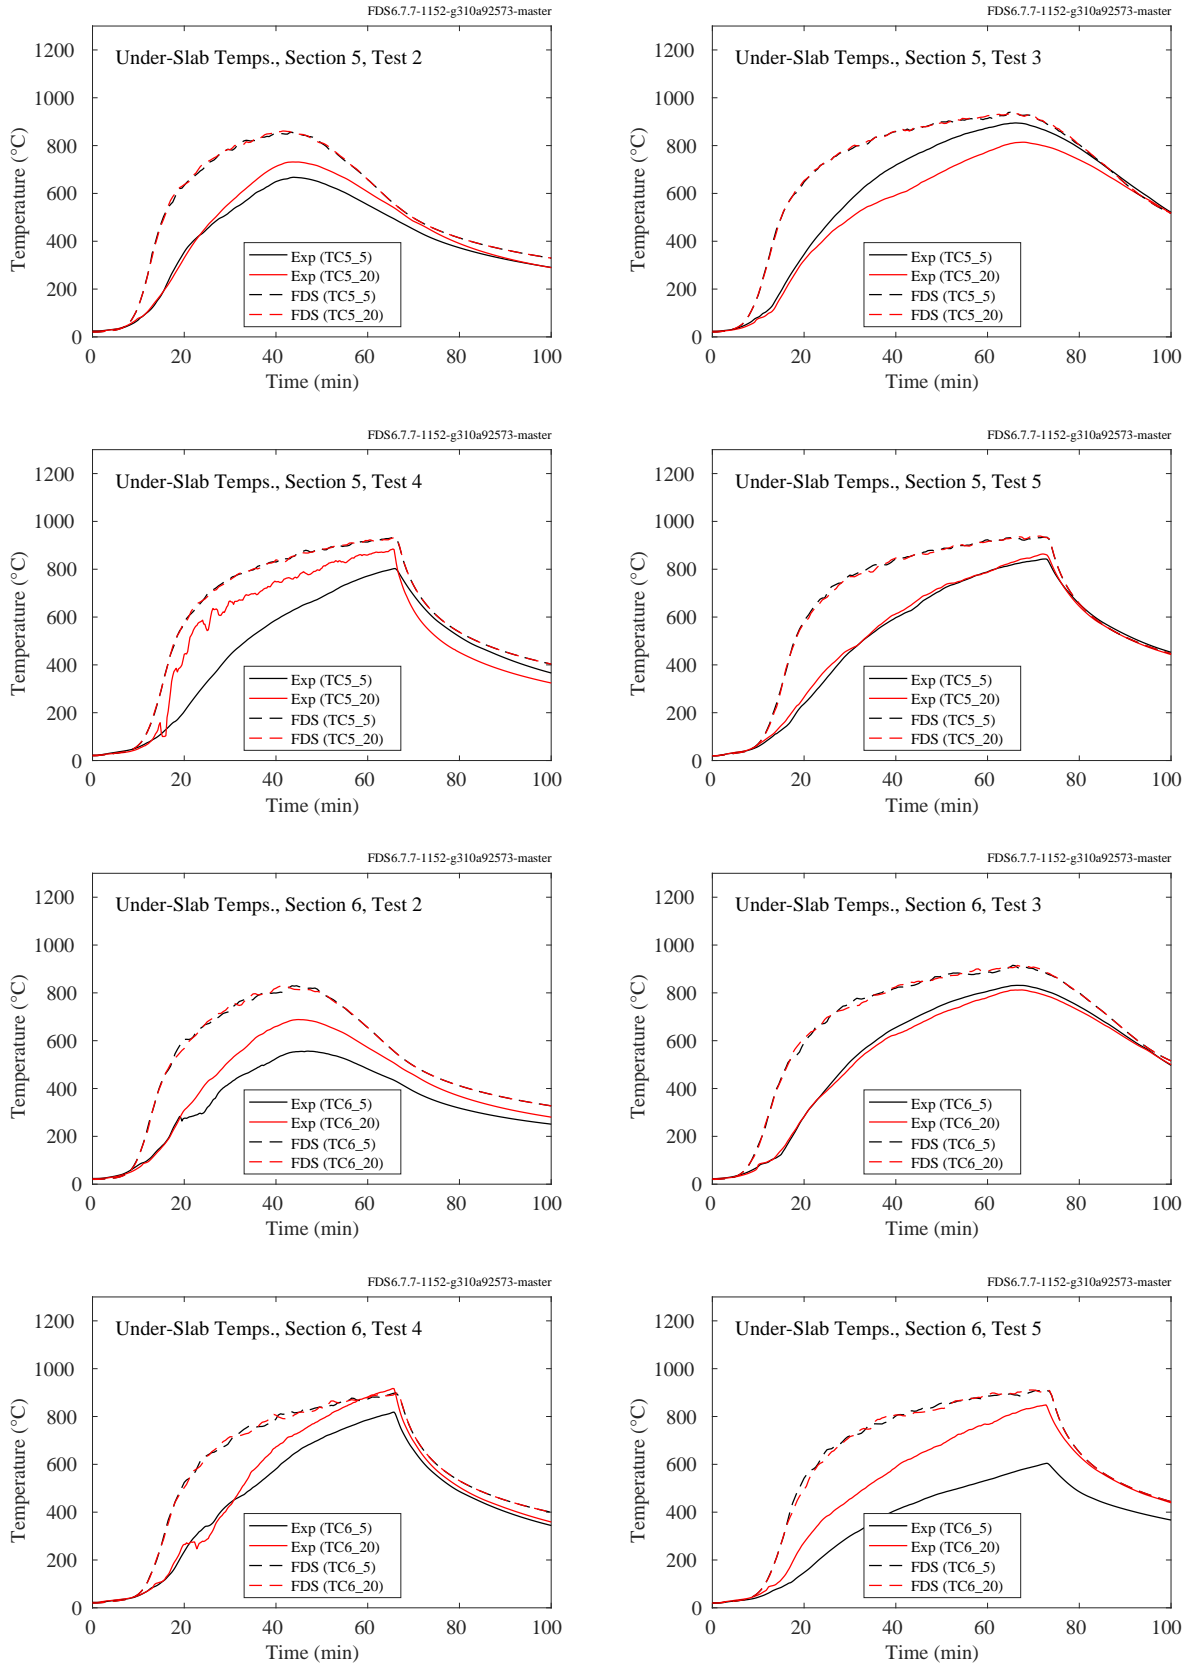 FDS6.7.7-1152-g310a92573-master
Under-Slab Temps., Section 5, Test 2
Temperature (°C)
1200
1000
800
600
400
200
0
Exp (TC5_5)
Exp (TC5_20)
FDS (TC5_5)
FDS (TC5_20)
0 20 40 60 80 100
Time (min)
FDS6.7.7-1152-g310a92573-master
Under-Slab Temps., Section 5, Test 3
Temperature (°C)
1200
1000
800
600
400
200
0
Exp (TC5_5)
Exp (TC5_20)
FDS (TC5_5)
FDS (TC5_20)
0 20 40 60 80 100
Time (min)
FDS6.7.7-1152-g310a92573-master
Under-Slab Temps., Section 5, Test 4
Temperature (°C)
1200
1000
800
600
400
200
0
Exp (TC5_5)
Exp (TC5_20)
FDS (TC5_5)
FDS (TC5_20)
0 20 40 60 80 100
Time (min)
FDS6.7.7-1152-g310a92573-master
Under-Slab Temps., Section 5, Test 5
Temperature (°C)
1200
1000
800
600
400
200
0
Exp (TC5_5)
Exp (TC5_20)
FDS (TC5_5)
FDS (TC5_20)
0 20 40 60 80 100
Time (min)
FDS6.7.7-1152-g310a92573-master
Under-Slab Temps., Section 6, Test 2
Temperature (°C)
1200
1000
800
600
400
200
0
Exp (TC6_5)
Exp (TC6_20)
FDS (TC6_5)
FDS (TC6_20)
0 20 40 60 80 100
Time (min)
FDS6.7.7-1152-g310a92573-master
Under-Slab Temps., Section 6, Test 3
Temperature (°C)
1200
1000
800
600
400
200
0
Exp (TC6_5)
Exp (TC6_20)
FDS (TC6_5)
FDS (TC6_20)
0 20 40 60 80 100
Time (min)
FDS6.7.7-1152-g310a92573-master
Under-Slab Temps., Section 6, Test 4
Temperature (°C)
1200
1000
800
600
400
200
0
Exp (TC6_5)
Exp (TC6_20)
FDS (TC6_5)
FDS (TC6_20)
0 20 40 60 80 100
Time (min)
FDS6.7.7-1152-g310a92573-master
Under-Slab Temps., Section 6, Test 5
Temperature (°C)
1200
1000
800
600
400
200
0
Exp (TC6_5)
Exp (TC6_20)
FDS (TC6_5)
FDS (TC6_20)
0 20 40 60 80 100
Time (min)